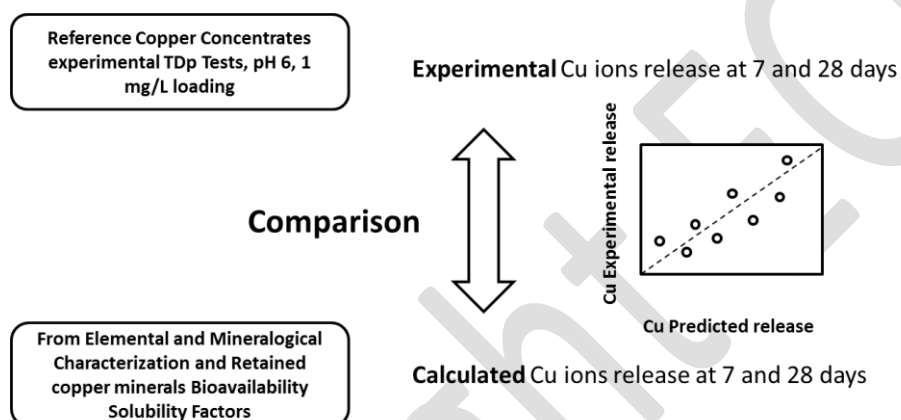 Reference Copper Concentrates
experimental TDp Tests, pH 6, 1
mg/L loading
Experimental Cu ions release at 7 and 28 days
Comparison
Cu Experimental release
Cu Predicted release
From Elemental and Mineralogical
Characterization and Retained
copper minerals Bioavailability
Solubility Factors
Calculated Cu ions release at 7 and 28 days